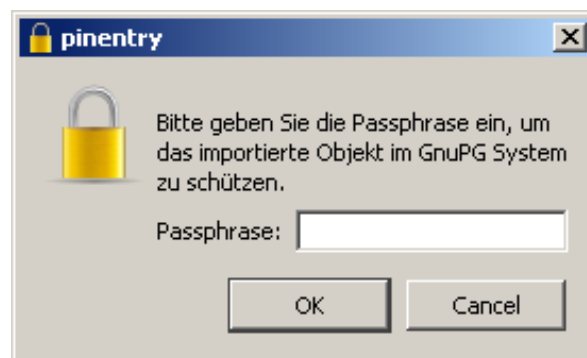 pinentry
Bitte geben Sie die Passphrase ein, um
das importierte Objekt im GnuPG System
zu schützen.
Passphrase:
OK
Cancel